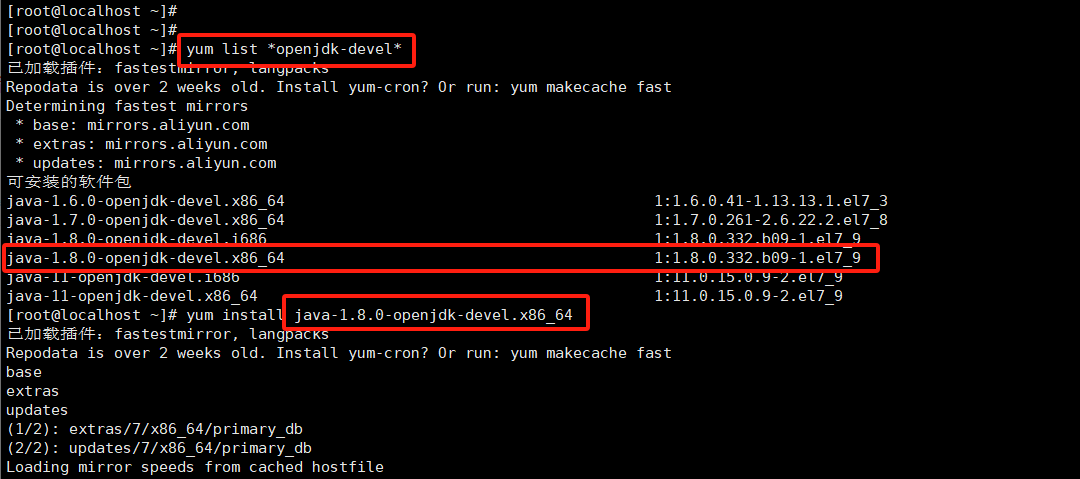 [root@localhost ~]#
[root@localhost ~]#
[root@localhost ~]# yum list *openjdk-devel*
已加载插件：fastestmirror, langpacks
Repodata is over 2 weeks old. Install yum-cron? Or run: yum makecache fast
Determining fastest mirrors
 * base: mirrors.aliyun.com
 * extras: mirrors.aliyun.com
 * updates: mirrors.aliyun.com
可安装的软件包
java-1.6.0-openjdk-devel.x86_64 1:1.6.0.41-1.13.13.1.el7_3
java-1.7.0-openjdk-devel.x86_64 1:1.7.0.261-2.6.22.2.el7_8
java-1.8.0-openjdk-devel.i686 1:1.8.0.332.b09-1.el7_9
java-1.8.0-openjdk-devel.x86_64 1:1.8.0.332.b09-1.el7_9
java-11-openjdk-devel.i686 1:11.0.15.0.9-2.el7_9
java-11-openjdk-devel.x86_64 1:11.0.15.0.9-2.el7_9
[root@localhost ~]# yum install java-1.8.0-openjdk-devel.x86_64
已加载插件：fastestmirror, langpacks
Repodata is over 2 weeks old. Install yum-cron? Or run: yum makecache fast
base
extras
updates
(1/2): extras/7/x86_64/primary_db
(2/2): updates/7/x86_64/primary_db
Loading mirror speeds from cached hostfile